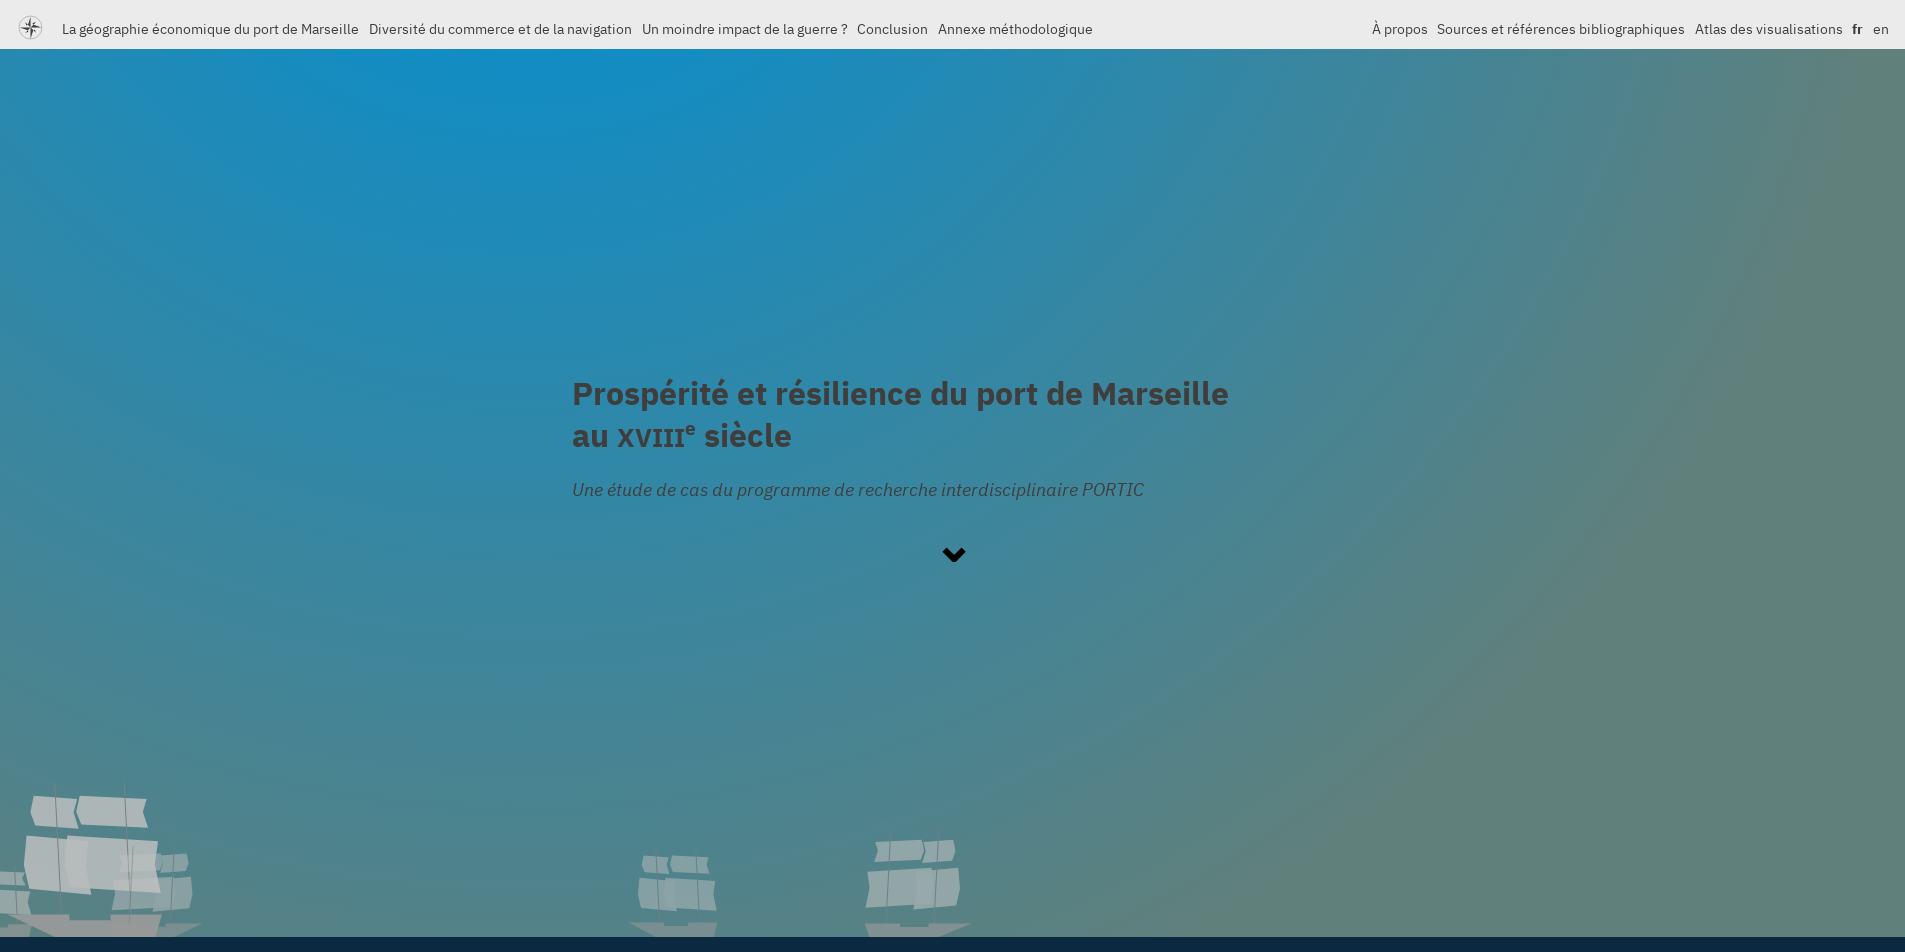 La géographie économique du port de Marseille Diversité du commerce et de la navigation Un moindre impact de la guerre ? Conclusion Annexe méthodologique À propos Sources et références bibliographiques Atlas des visualisations fr en
Prospérité et résilience du port de Marseille
au XVIIIe siècle
Une étude de cas du programme de recherche interdisciplinaire PORTIC